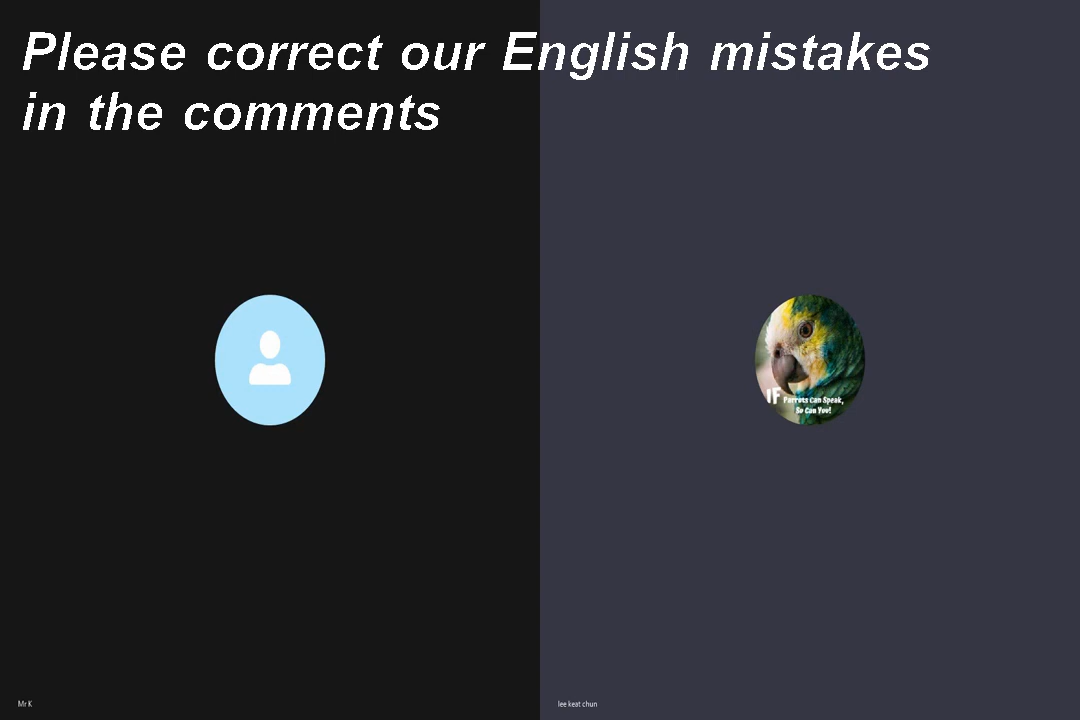 Please correct our English mistakes
in the comments
IF Parrots Can Speak,
So Can You!
Mr K
lee keat chun